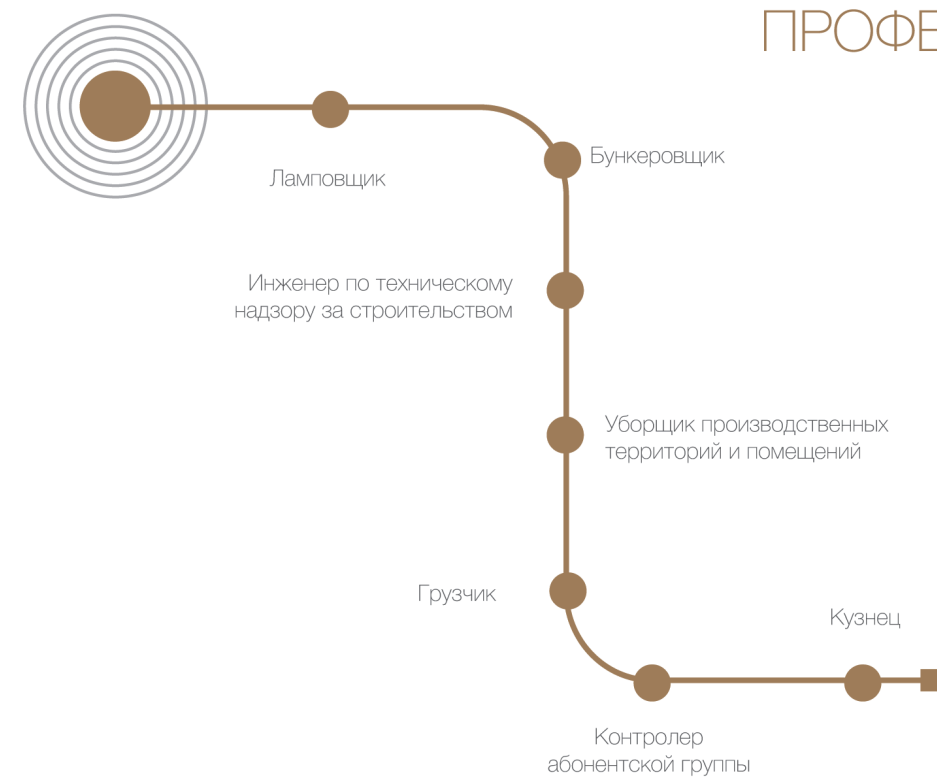 ПРОФЕ
Ламповщик
Бункеровщик
Инженер по техническому
надзору за строительством
Уборщик производственных
территорий и помещений
Грузчик
Кузнец
Контролер
абонентской группы